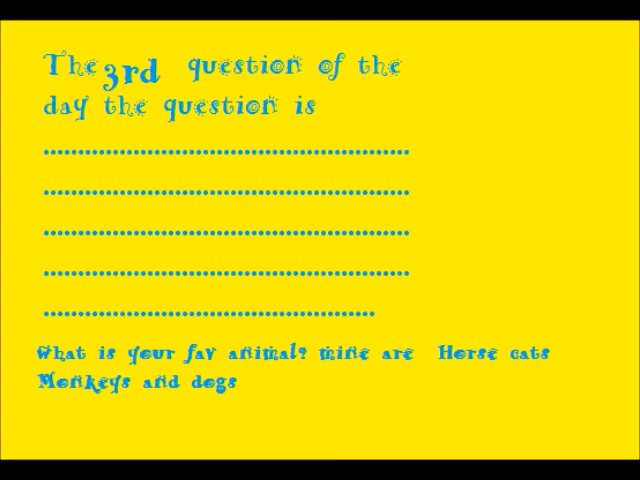 The 3rd question of the
day the question is
...........................................................
...........................................................
...........................................................
...........................................................
......................................................
What is your fav animal? mine are Horse cats
Monkeys and dogs